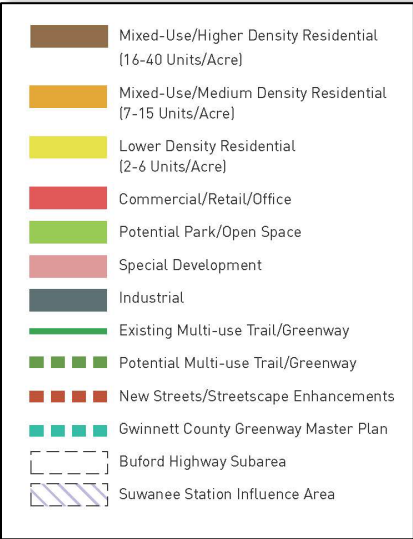 Mixed-Use/Higher Density Residential
(16-40 Units/Acre)
Mixed-Use/Medium Density Residential
(7-15 Units/Acre)
Lower Density Residential
(2-6 Units/Acre)
Commercial/Retail/Office
Potential Park/Open Space
Special Development
Industrial
Existing Multi-use Trail/Greenway
Potential Multi-use Trail/Greenway
New Streets/Streetscape Enhancements
Gwinnett County Greenway Master Plan
Buford Highway Subarea
Suwanee Station Influence Area